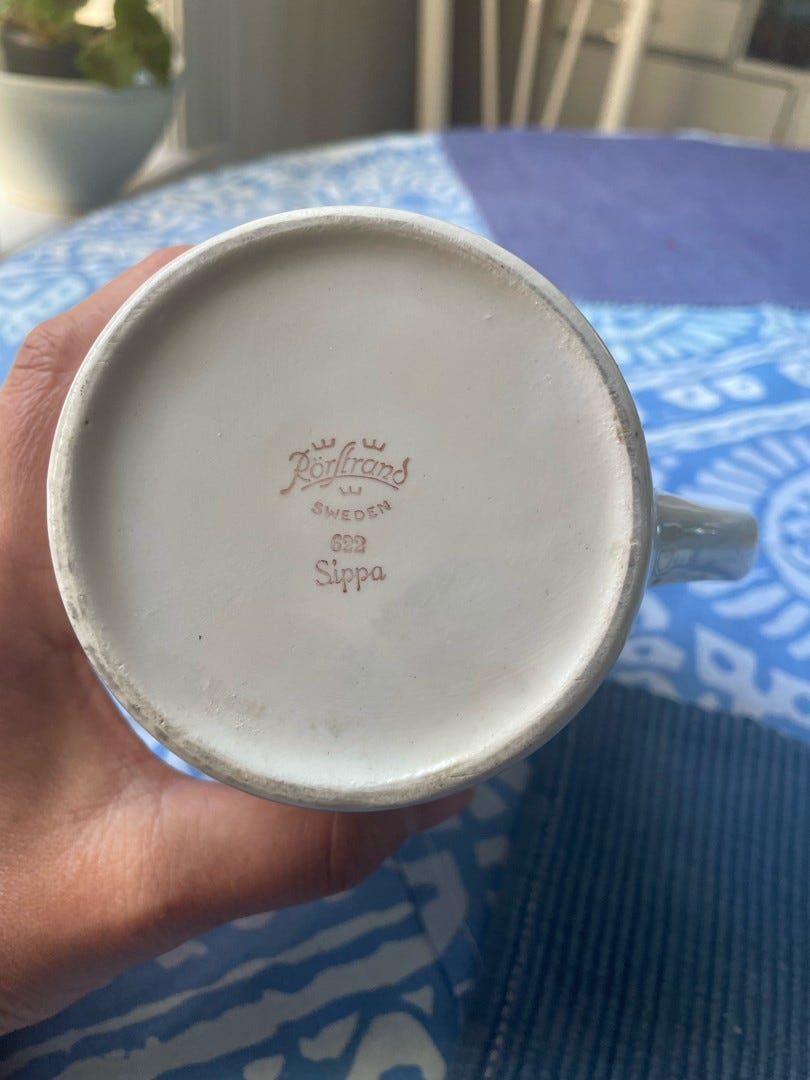 Rörstrand
SWEDEN
622
Sippa